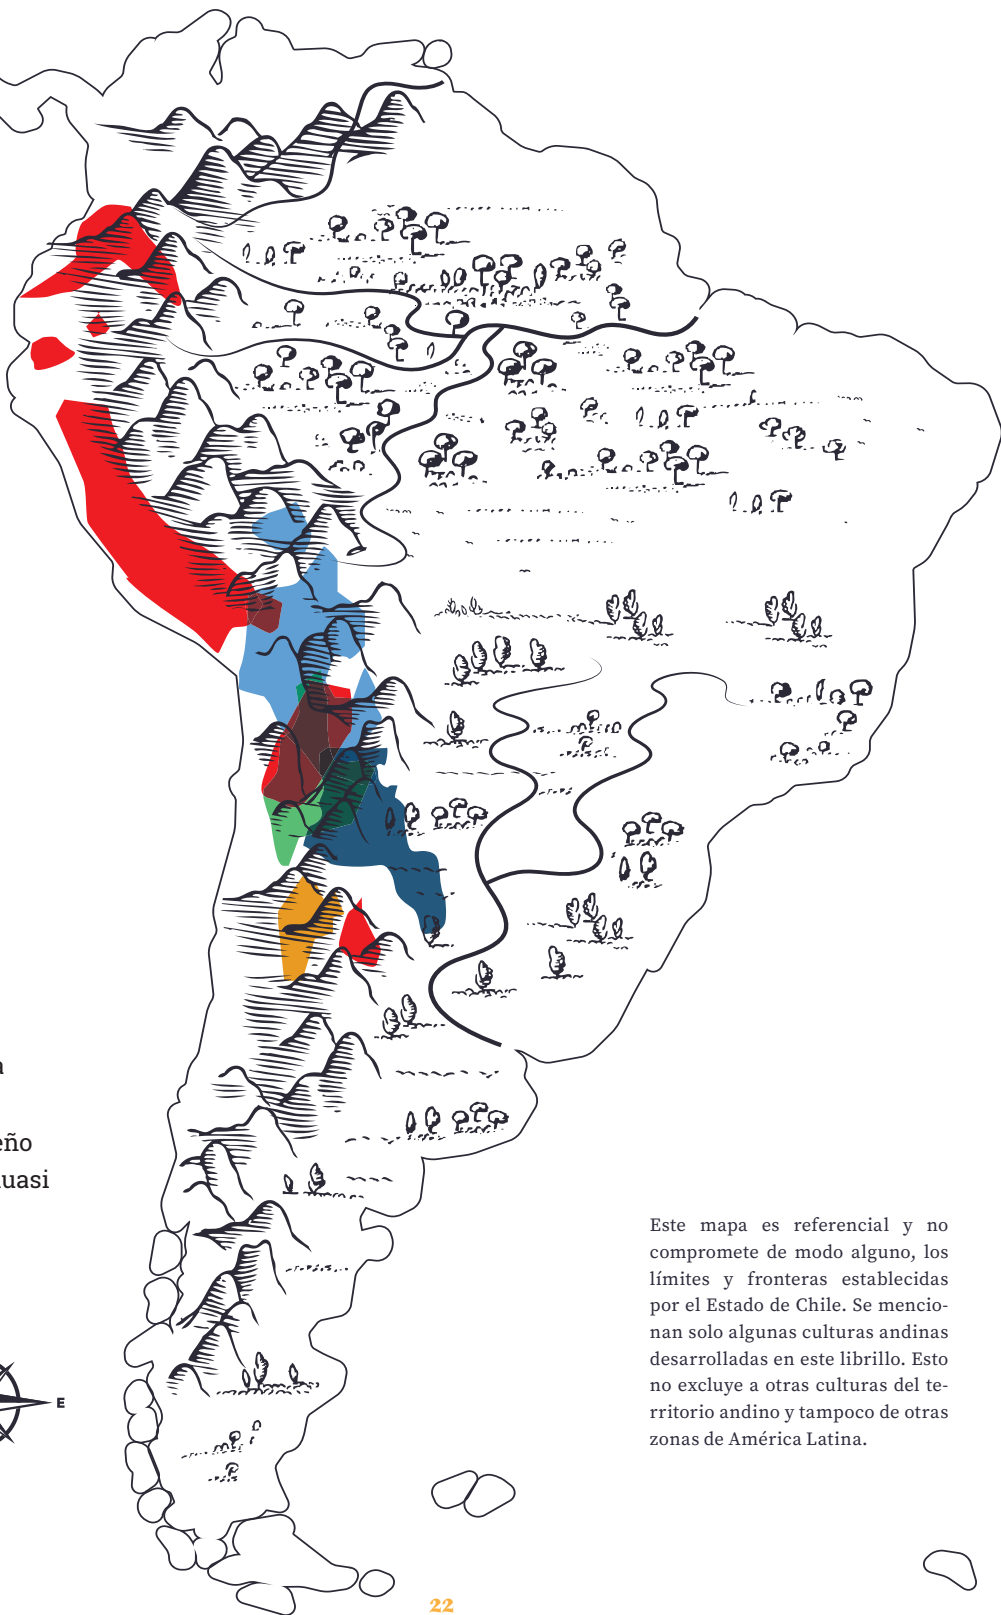 a
eño
uasi
E
Este mapa es referencial y no
compromete de modo alguno, los
límites y fronteras establecidas
por el Estado de Chile. Se mencio-
nan solo algunas culturas andinas
desarrolladas en este librillo. Esto
no excluye a otras culturas del te-
rritorio andino y tampoco de otras
zonas de América Latina.
22